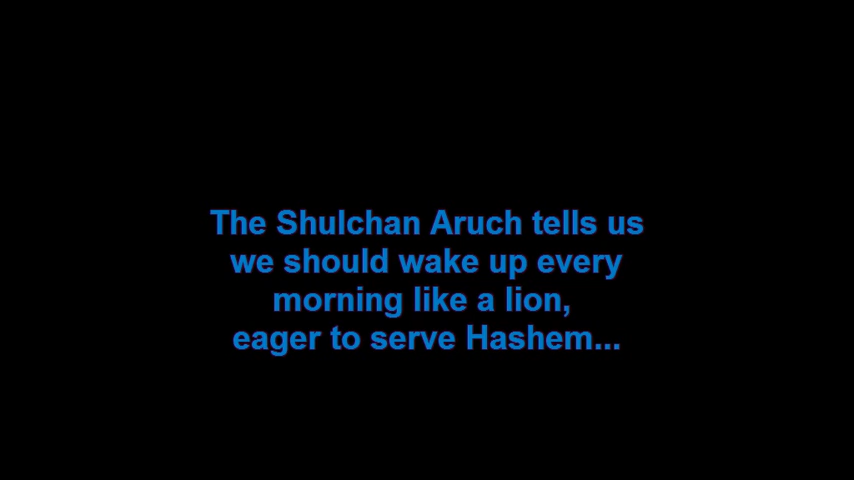 The Shulchan Aruch tells us
we should wake up every
morning like a lion,
eager to serve Hashem...